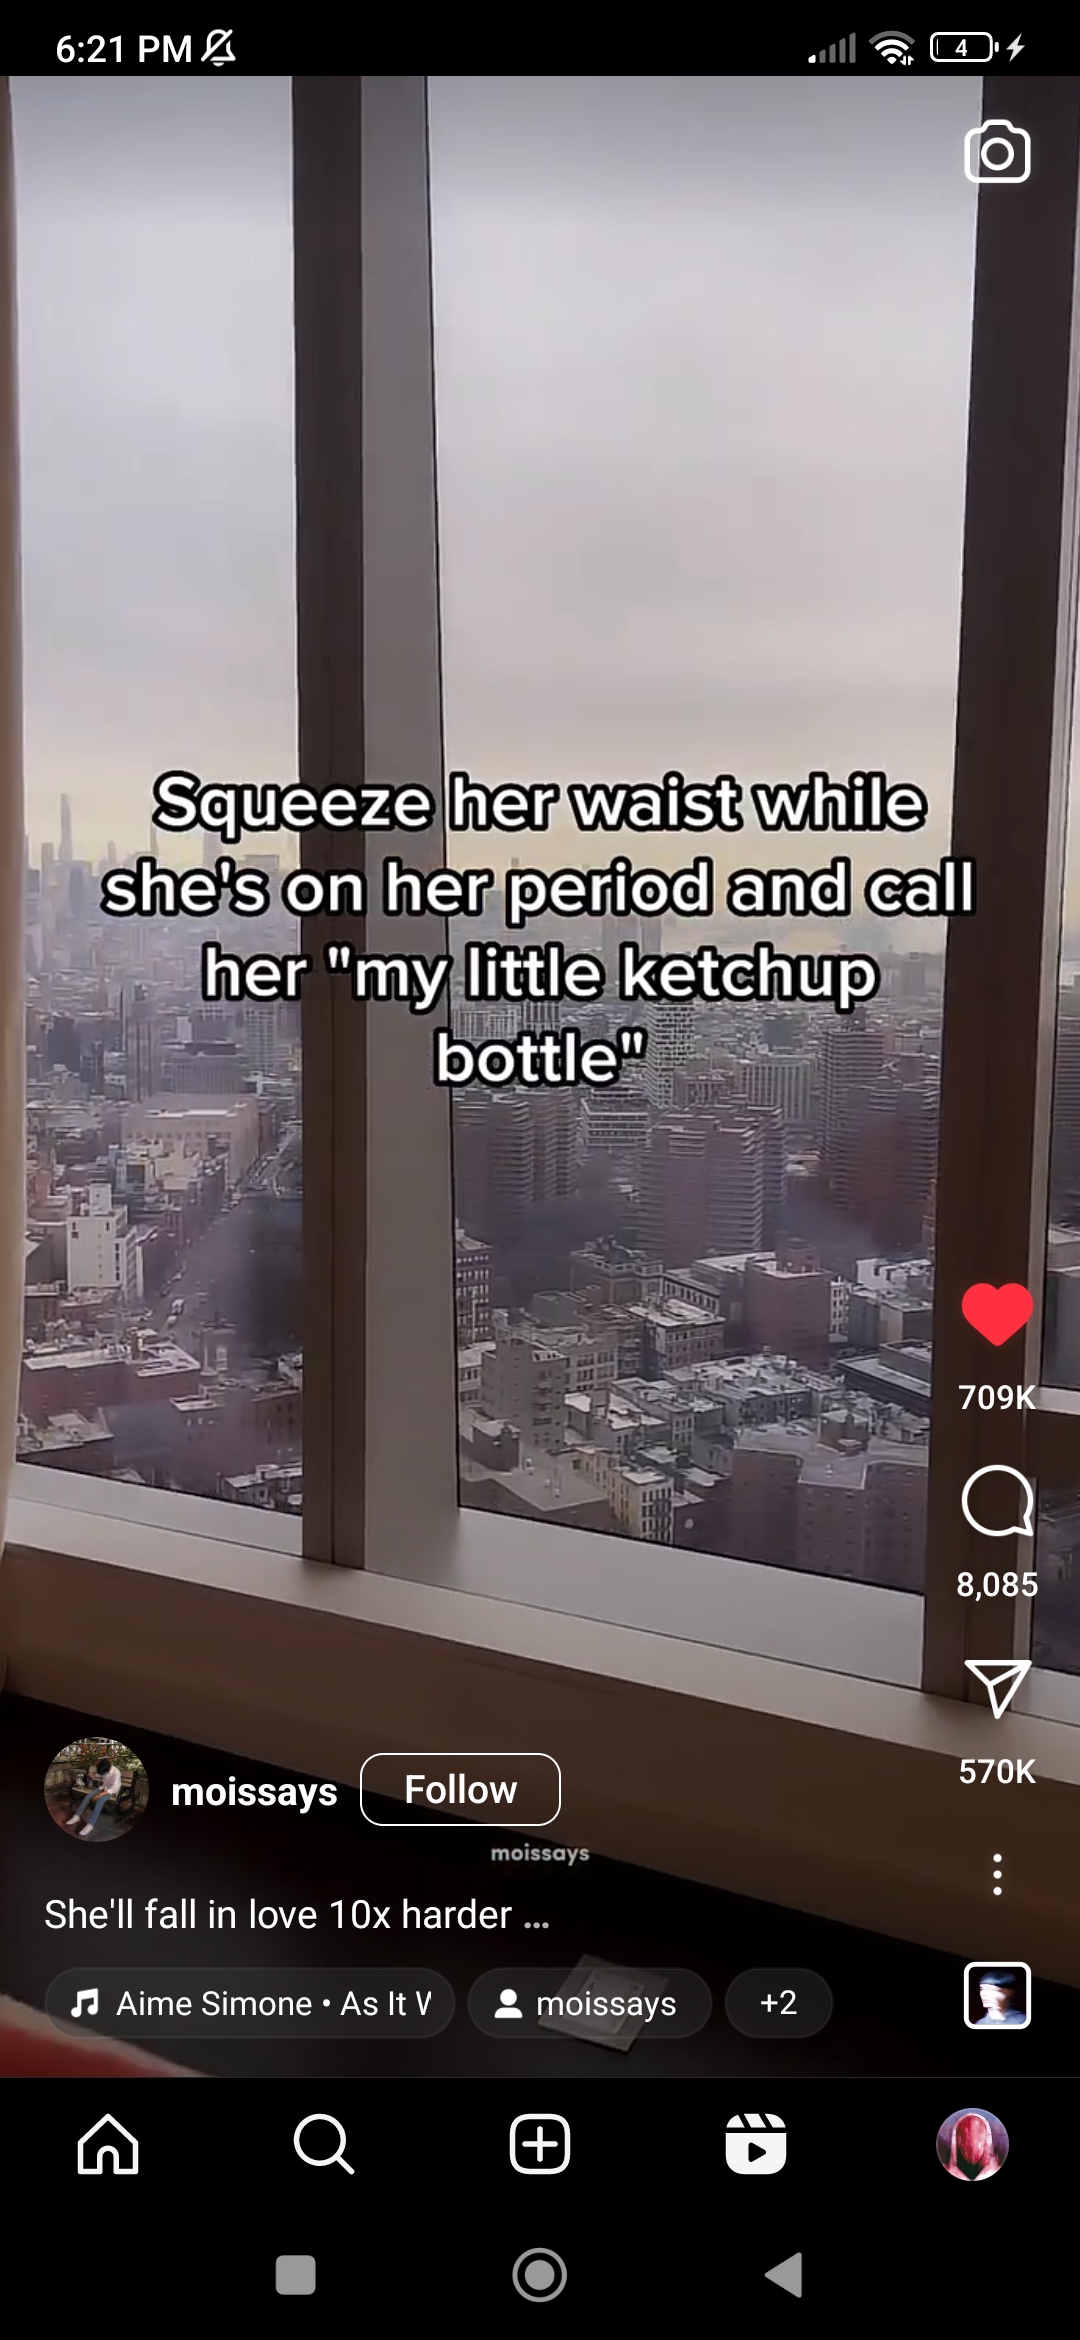 6:21 PM
4
Squeeze her waist while
she's on her period and call
her "my little ketchup
bottle"
709K
8,085
570K
moissays
Follow
moissays
She'll fall in love 10x harder ...
Aime Simone • As It W
moissays
+2